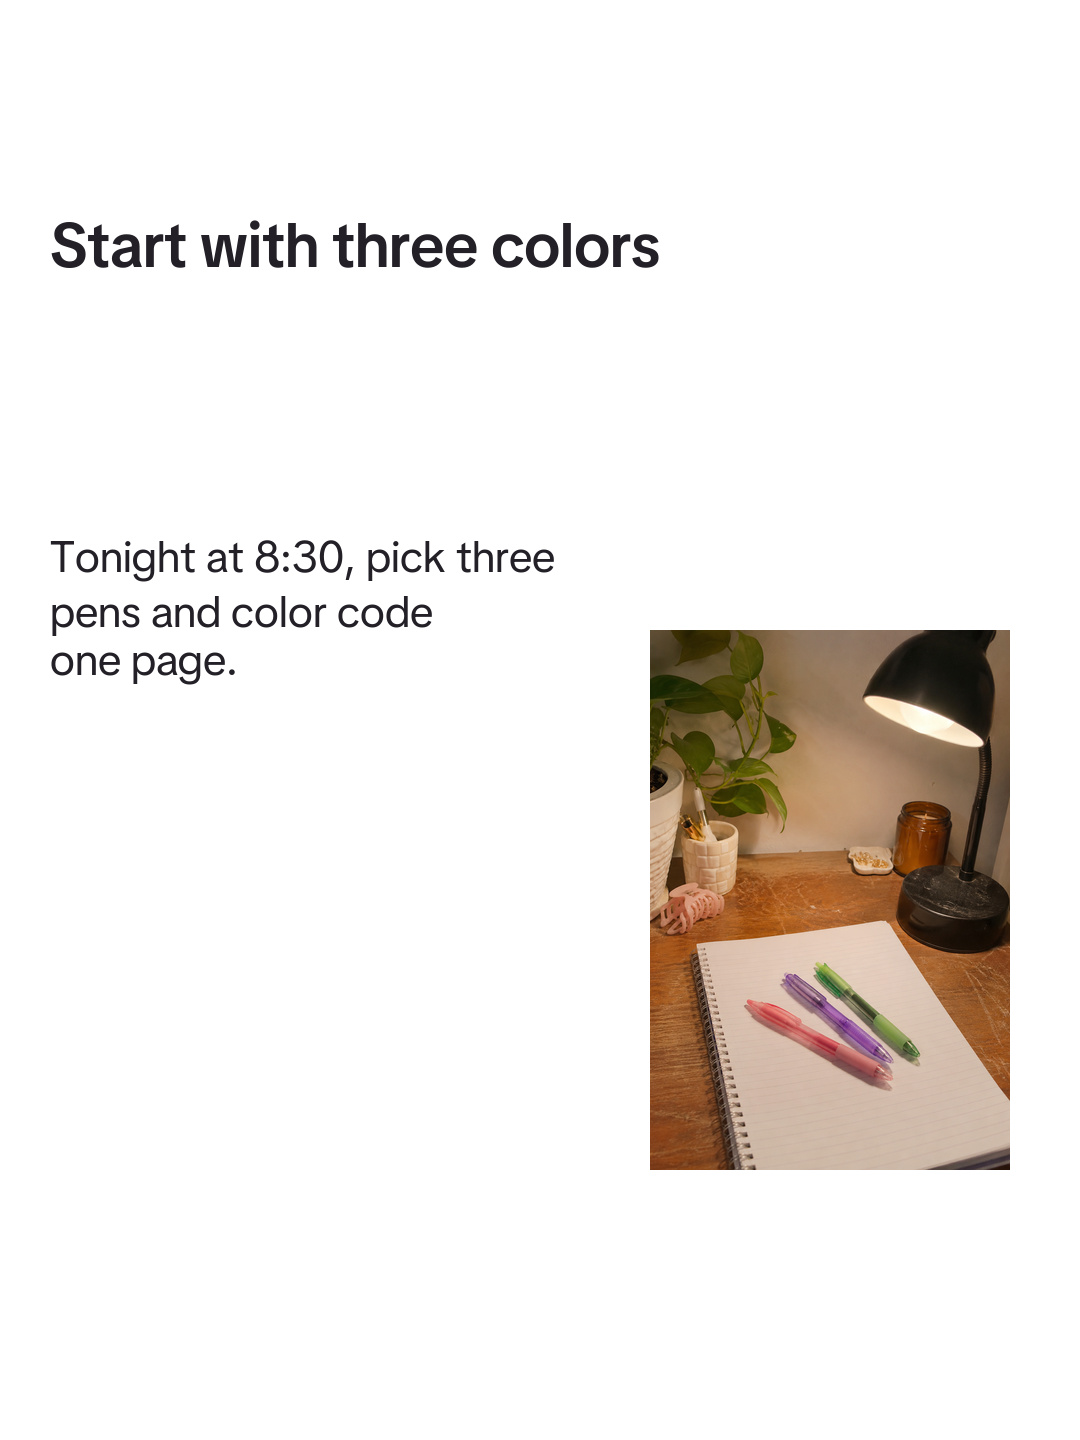 Start with three colors
Tonight at 8:30, pick three
pens and color code
one page.